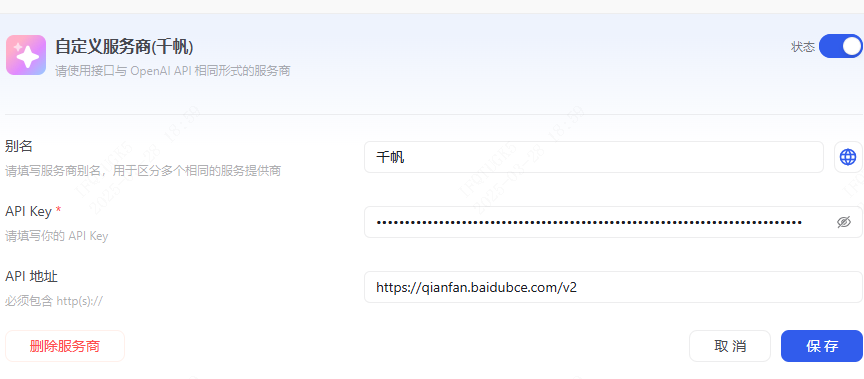 自定义服务商(千帆)
请使用接口与 OpenAI API 相同形式的服务商
状态
别名
请填写服务商别名，用于区分多个相同的服务提供商
千帆
API Key *
请填写你的 API Key
••••••••••••••••••••••••••••••••••••••••••••••••••••••••••••••••••••••••••
API 地址
必须包含 http(s)://
https://qianfan.baidubce.com/v2
删除服务商
取 消
保 存